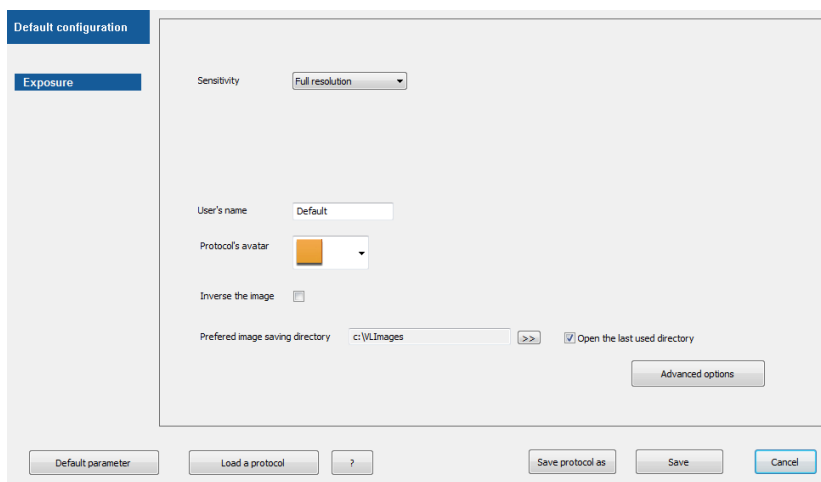 Default configuration
Exposure
Sensitivity Full resolution
User's name Default
Protocol's avatar
Inverse the image
Prefered image saving directory c:\VLImages >> Open the last used directory
Advanced options
Default parameter Load a protocol ? Save protocol as Save Cancel